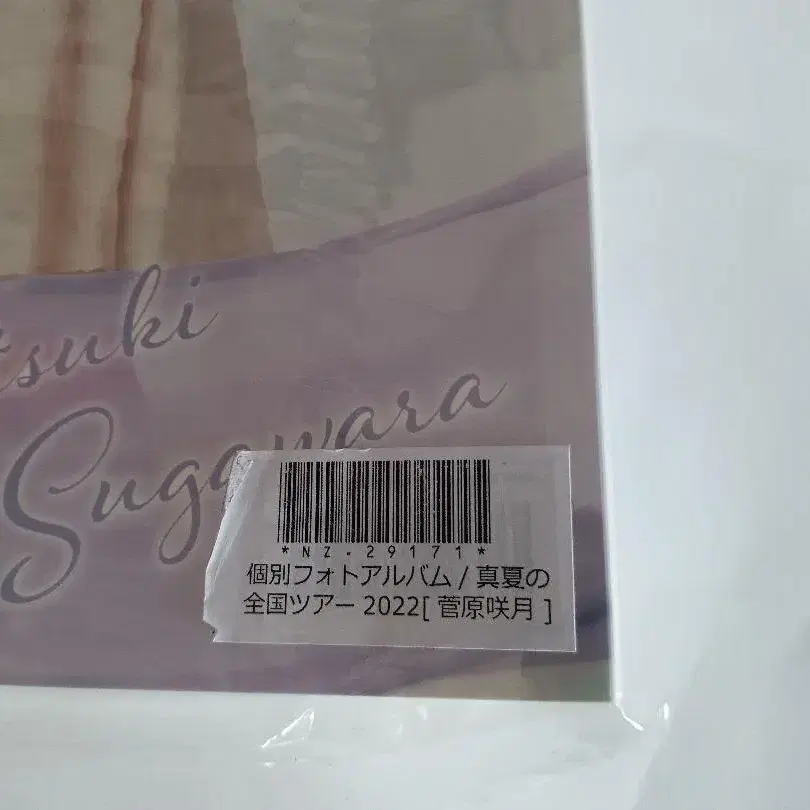 Sugawara
*NZ-29171*
個別フォトアルバム / 真夏の
全国ツアー 2022[ 菅原咲月 ]